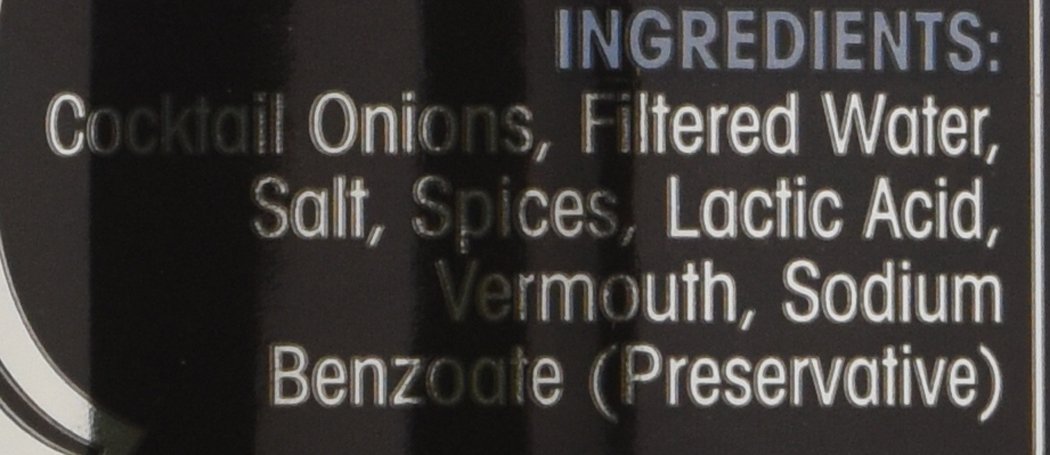 INGREDIENTS:
Cocktail Onions, Filtered Water,
Salt, Spices, Lactic Acid,
Vermouth, Sodium
Benzoate (Preservative)